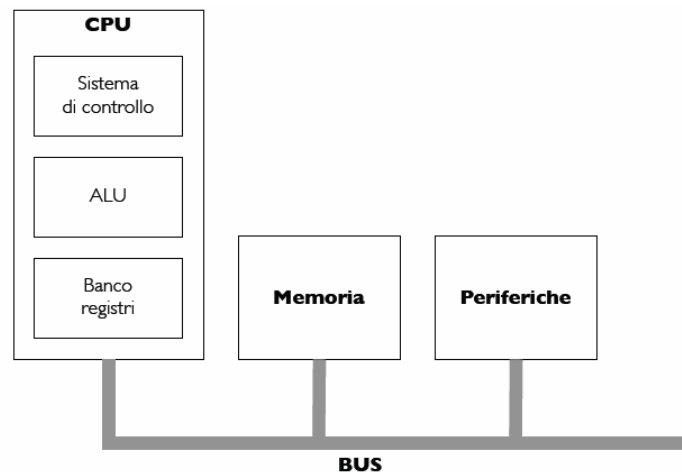 CPU
Sistema
di controllo
ALU
Banco
registri
Memoria
Periferiche
BUS